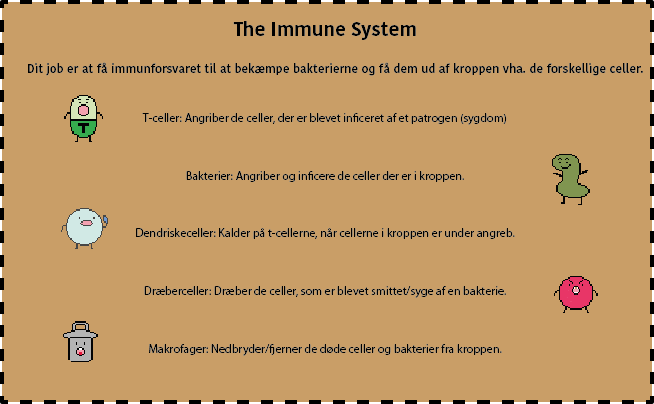 The Immune System
Dit job er at få immunforsvaret til at bekæmpe bakterierne og få dem ud af kroppen vha. de forskellige celler.
T-celler: Angriber de celler, der er blevet inficeret af et patrogen (sygdom)
T
Bakterier: Angriber og inficere de celler der er i kroppen.
Dendriskeceller: Kalder på t-cellerne, når cellerne i kroppen er under angreb.
Dræberceller: Dræber de celler, som er blevet smittet/syge af en bakterie.
Makrofager: Nedbryder/fjerner de døde celler og bakterier fra kroppen.